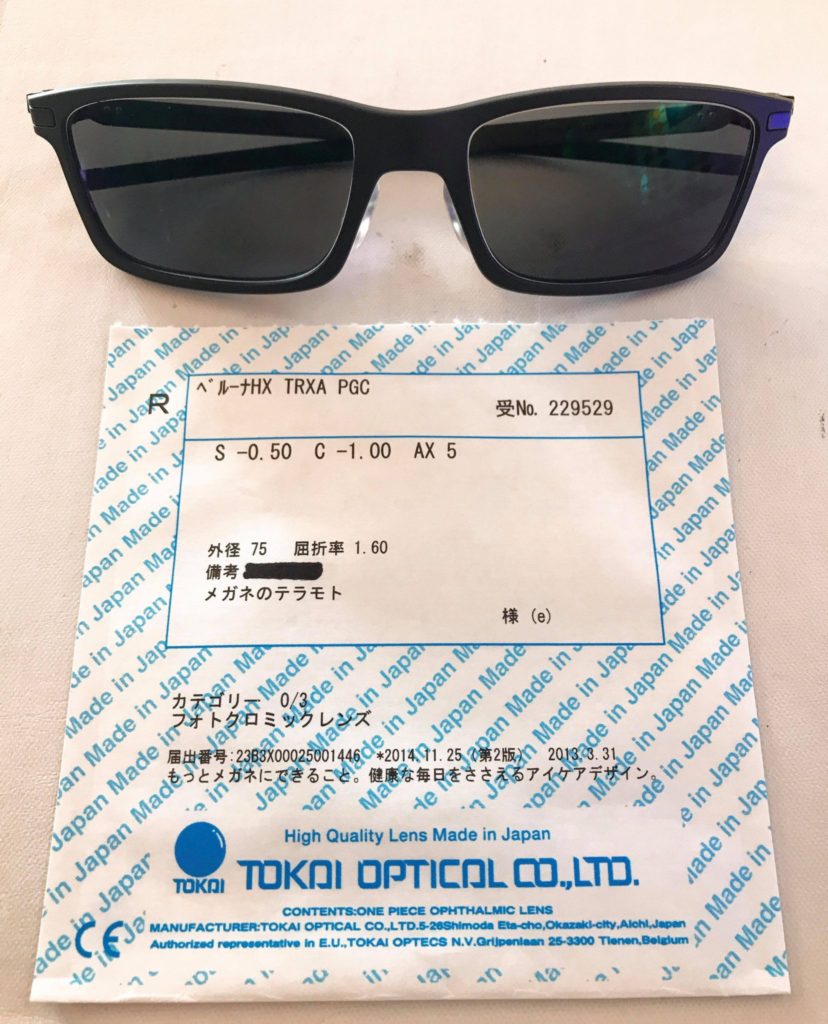 R
ﾍﾞﾙｰﾅHX TRXA PGC
受No. 229529
S -0.50 C -1.00 AX 5
外径 75 屈折率 1.60
備考
メガネのテラモト
様 (e)
カテゴリー 0/3
フォトクロミックレンズ
届出番号:23B3X00025001446 *2014.11.25 (第2版) 2013.3.31
もっとメガネにできること。健康な毎日をささえるアイケアデザイン。
High Quality Lens Made in Japan
TOKAI
TOKAI OPTICAL CO.,LTD.
CONTENTS:ONE PIECE OPHTHALMIC LENS
CE
MANUFACTURER:TOKAI OPTICAL CO.,LTD.5-26Shimoda Eta-cho,Okazaki-city,Aichi,Japan
Authorized representative in E.U.,TOKAI OPTECS N.V.Grijpenlaan 25-3300 Tienen,Belgium
Made in Japan